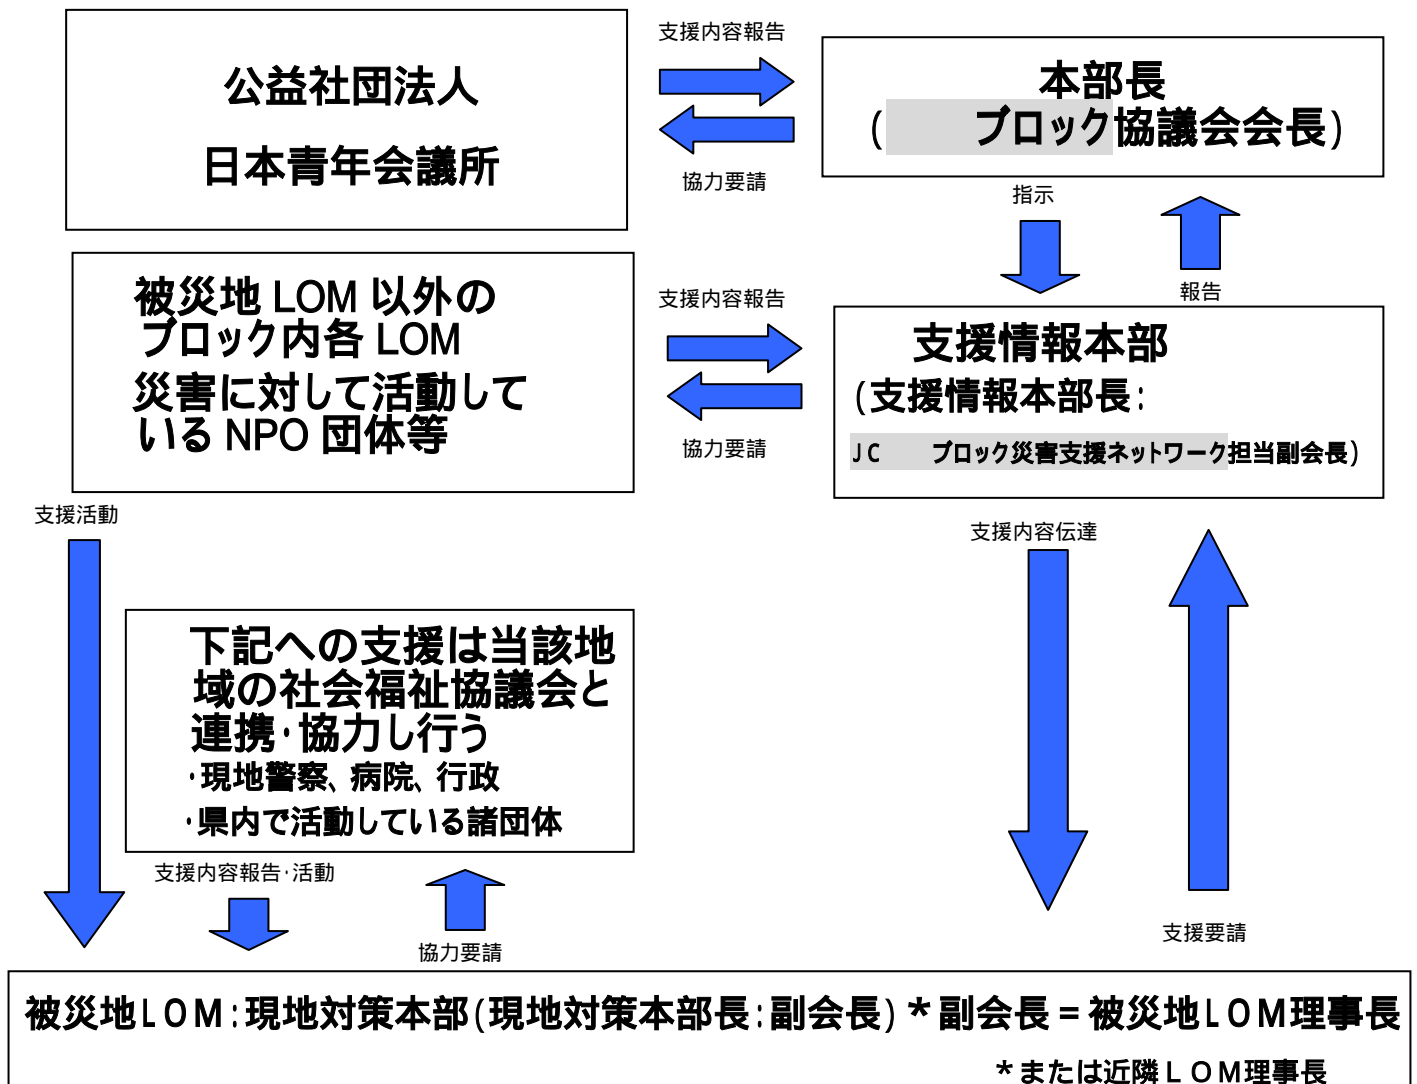 公益社団法人
日本青年会議所
支援内容報告
協力要請
本部長
(　　ブロック協議会会長)
指示
報告
被災地 LOM 以外の
ブロック内各 LOM
災害に対して活動して
いる NPO 団体等
支援内容報告
協力要請
支援情報本部
(支援情報本部長:
JC　　ブロック災害支援ネットワーク担当副会長)
支援活動
支援内容伝達
支援要請
下記への支援は当該地
域の社会福祉協議会と
連携・協力し行う
・現地警察、病院、行政
・県内で活動している諸団体
支援内容報告・活動
協力要請
被災地LOM:現地対策本部(現地対策本部長:副会長)*副会長=被災地LOM理事長
*または近隣LOM理事長